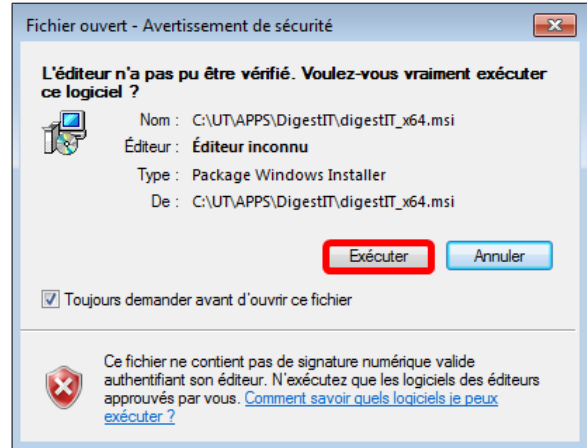 Fichier ouvert - Avertissement de sécurité
L'éditeur n'a pas pu être vérifié. Voulez-vous vraiment exécuter
ce logiciel ?
Nom : C:\UT\APPS\DigestIT\digestIT_x64.msi
Éditeur : Éditeur inconnu
Type : Package Windows Installer
De : C:\UT\APPS\DigestIT\digestIT_x64.msi
Exécuter Annuler
Toujours demander avant d'ouvrir ce fichier
Ce fichier ne contient pas de signature numérique valide
authentifiant son éditeur. N'exécutez que les logiciels des éditeurs
approuvés par vous. Comment savoir quels logiciels je peux
exécuter ?